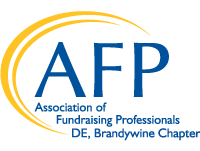 AFP
Association of
Fundraising Professionals
DE, Brandywine Chapter